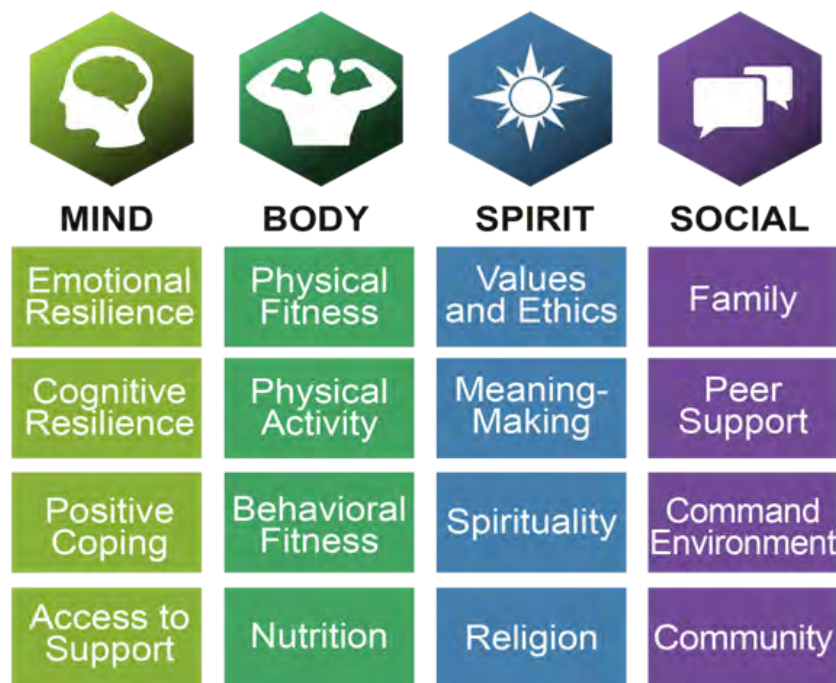 MIND
BODY
SPIRIT
SOCIAL
Emotional
Resilience
Physical
Fitness
Values
and Ethics
Family
Cognitive
Resilience
Physical
Activity
Meaning-
Making
Peer
Support
Positive
Coping
Behavioral
Fitness
Spirituality
Command
Environment
Access to
Support
Nutrition
Religion
Community